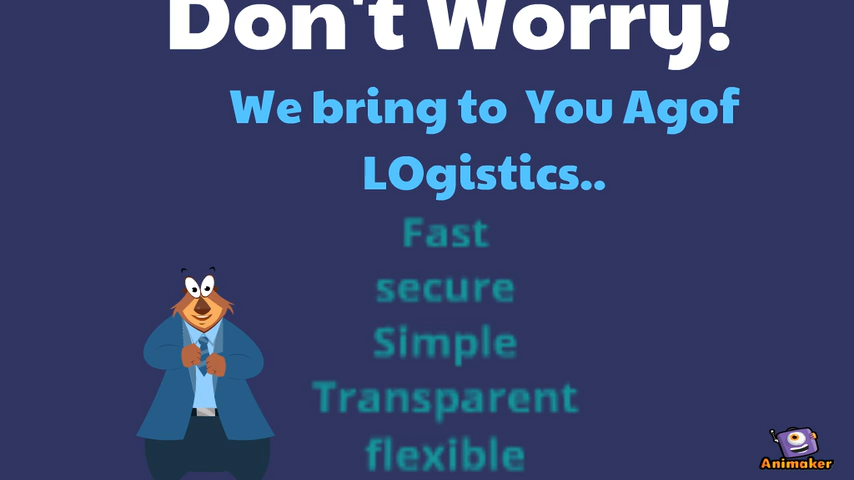 Don't Worry!
We bring to You Agof
LOgistics..
Fast
secure
Simple
Transparent
flexible
Animaker